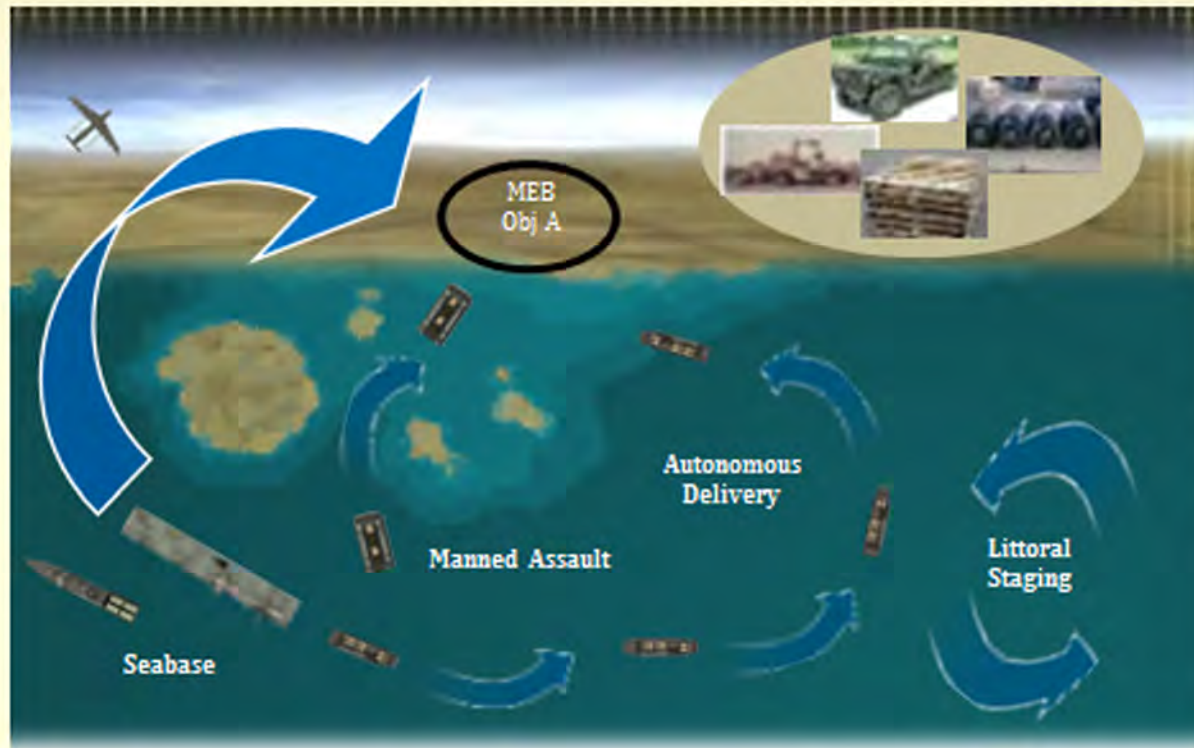 MEB
Obj A
Autonomous
Delivery
Manned Assault
Littoral
Staging
Seabase